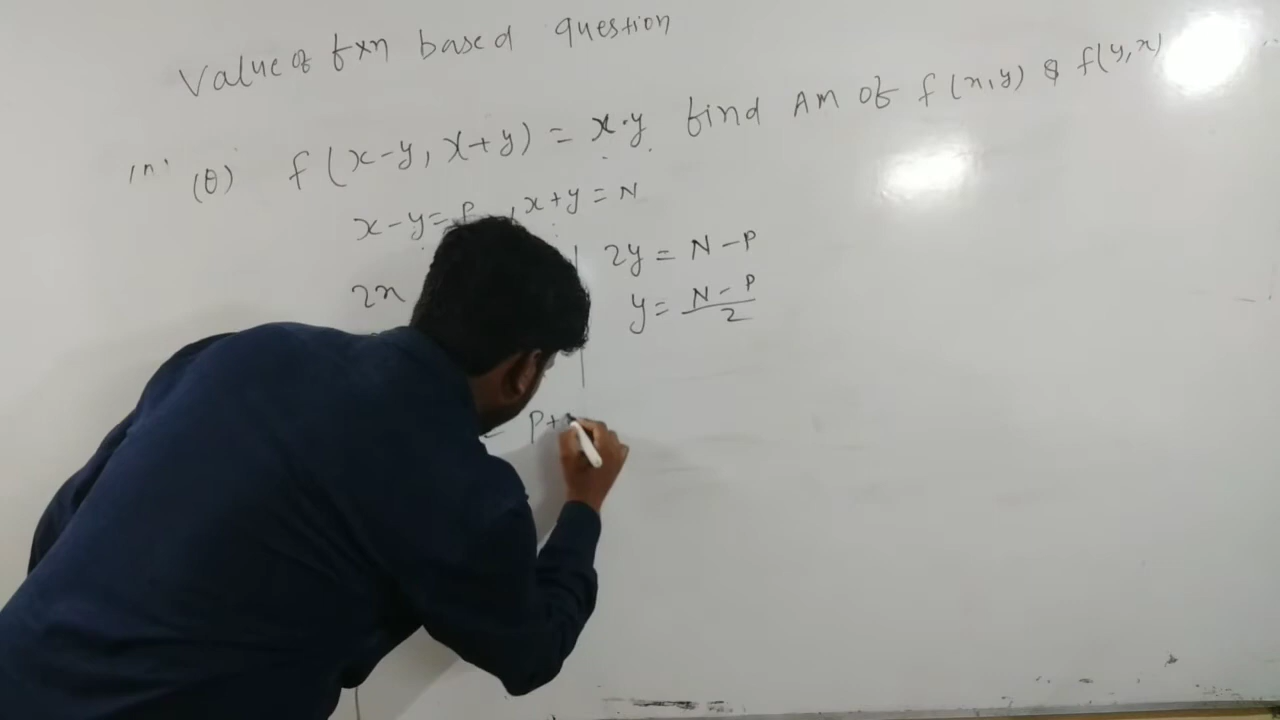 Value of fxn based question
(θ) f(x-y, x+y) = x·y find AM of f(x,y) & f(y,x)
x-y=P , x+y = N
2x
2y = N-P
y = N-P/2
= P+